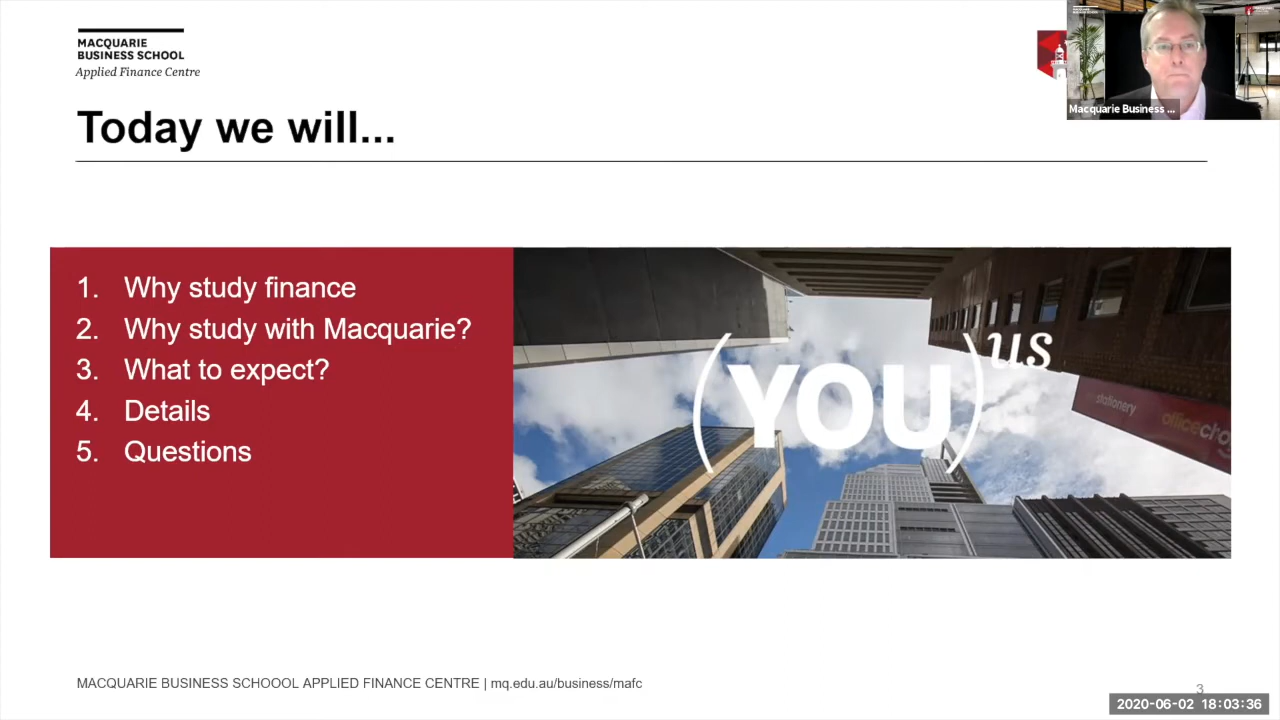 MACQUARIE
BUSINESS SCHOOL
Applied Finance Centre
Macquarie Business ...
Today we will...
1. Why study finance
2. Why study with Macquarie?
3. What to expect?
4. Details
5. Questions
(YOU)us
stationery
MACQUARIE BUSINESS SCHOOOL APPLIED FINANCE CENTRE | mq.edu.au/business/mafc
3
2020-06-02 18:03:36